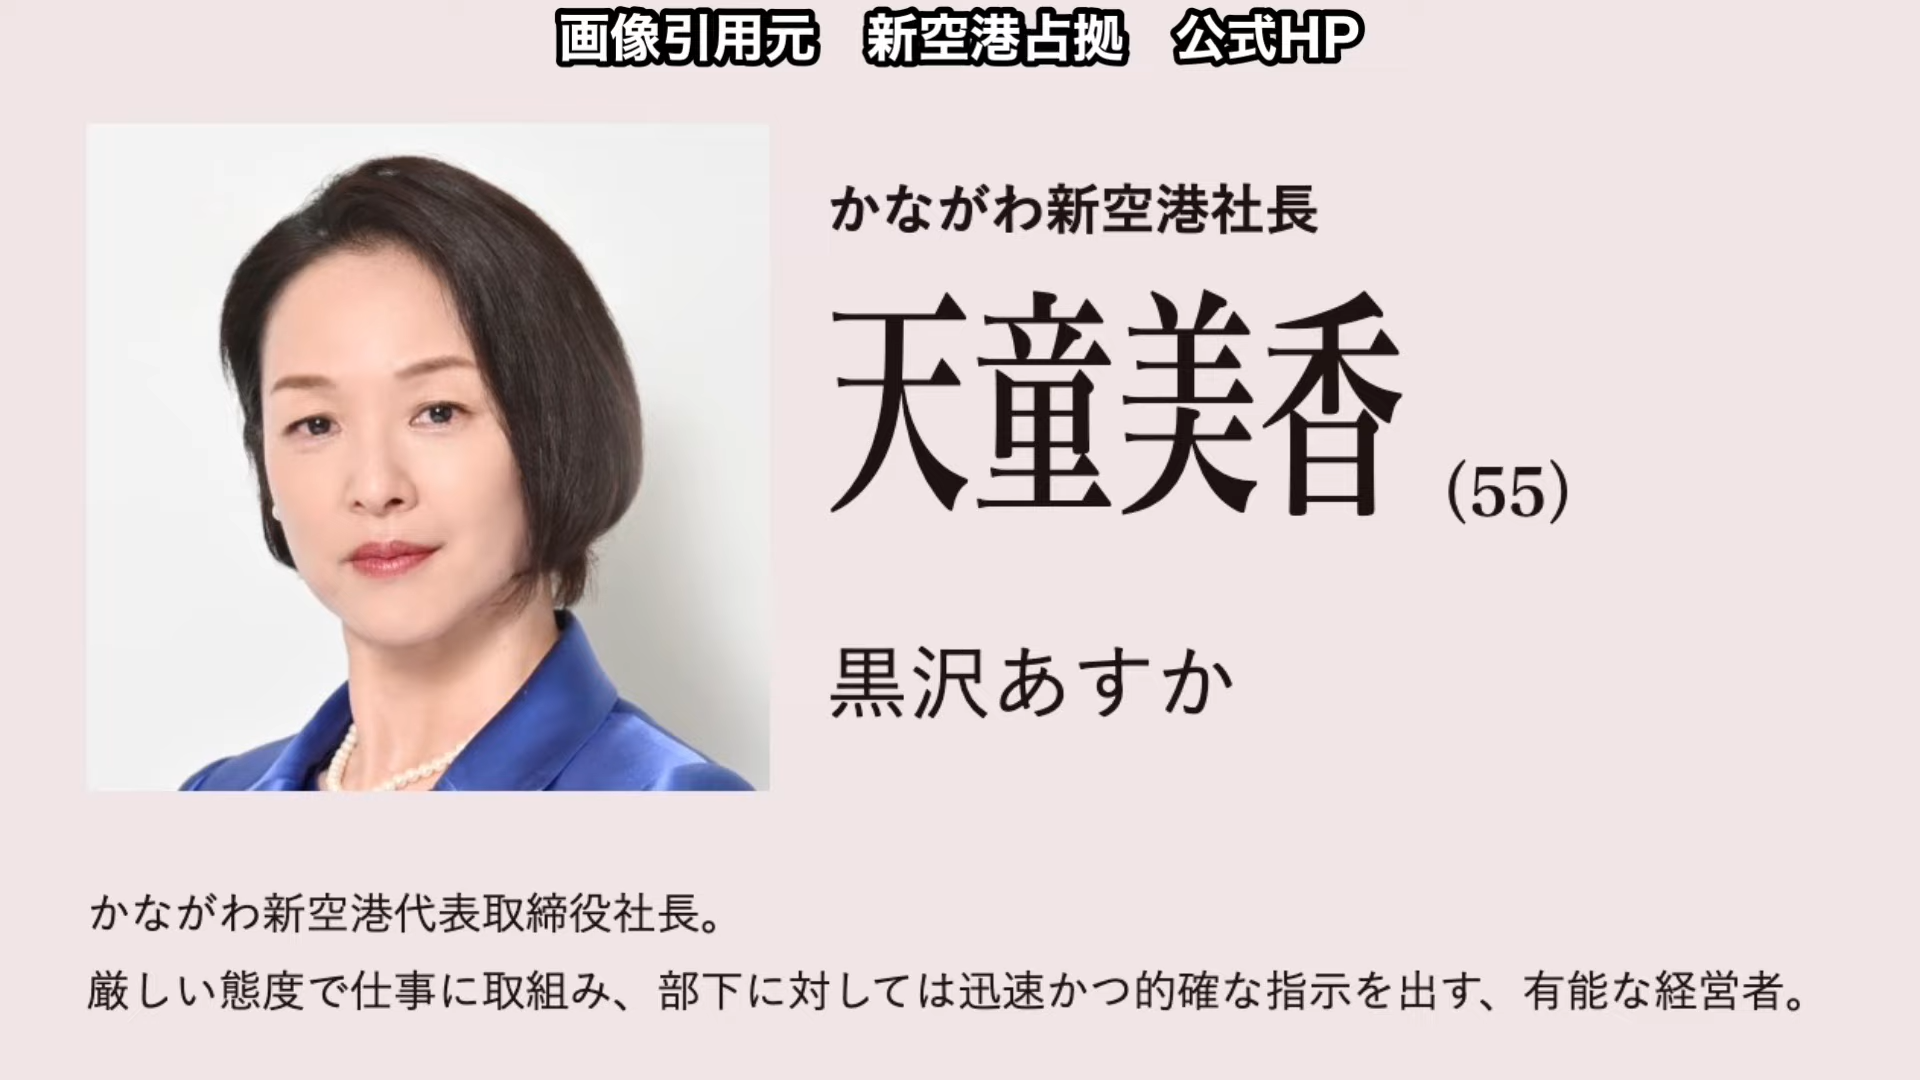 画像引用元　新空港占拠　公式HP
かながわ新空港社長
天童美香 (55)
黒沢あすか
かながわ新空港代表取締役社長。
厳しい態度で仕事に取組み、部下に対しては迅速かつ的確な指示を出す、有能な経営者。